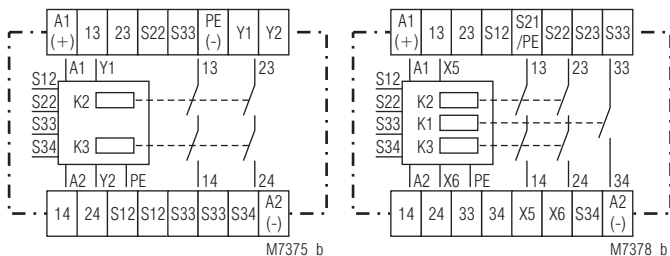 A1 (+) 13 23 S22 S33 PE (-) Y1 Y2
A1 Y1 13 23
S12
S22 K2
S33
S34 K3
A2 Y2 PE 14 24
14 24 S12 S12 S33 S33 S34 A2 (-)
M7375 b
A1 (+) 13 23 S12 S21 /PE S22 S23 S33
A1 X5 13 23 33
S12
S22 K2
S33 K1
S34 K3
A2 X6 PE 14 24 34
14 24 33 34 X5 X6 S34 A2 (-)
M7378 b